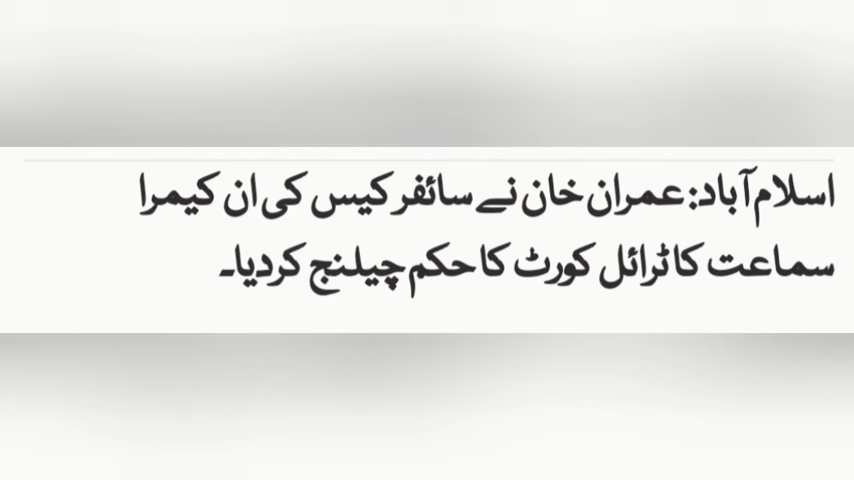 اسلام آباد: عمران خان نے سائفر کیس کی ان کیمرا
سماعت کا ٹرائل کورٹ کا حکم چیلنج کردیا۔